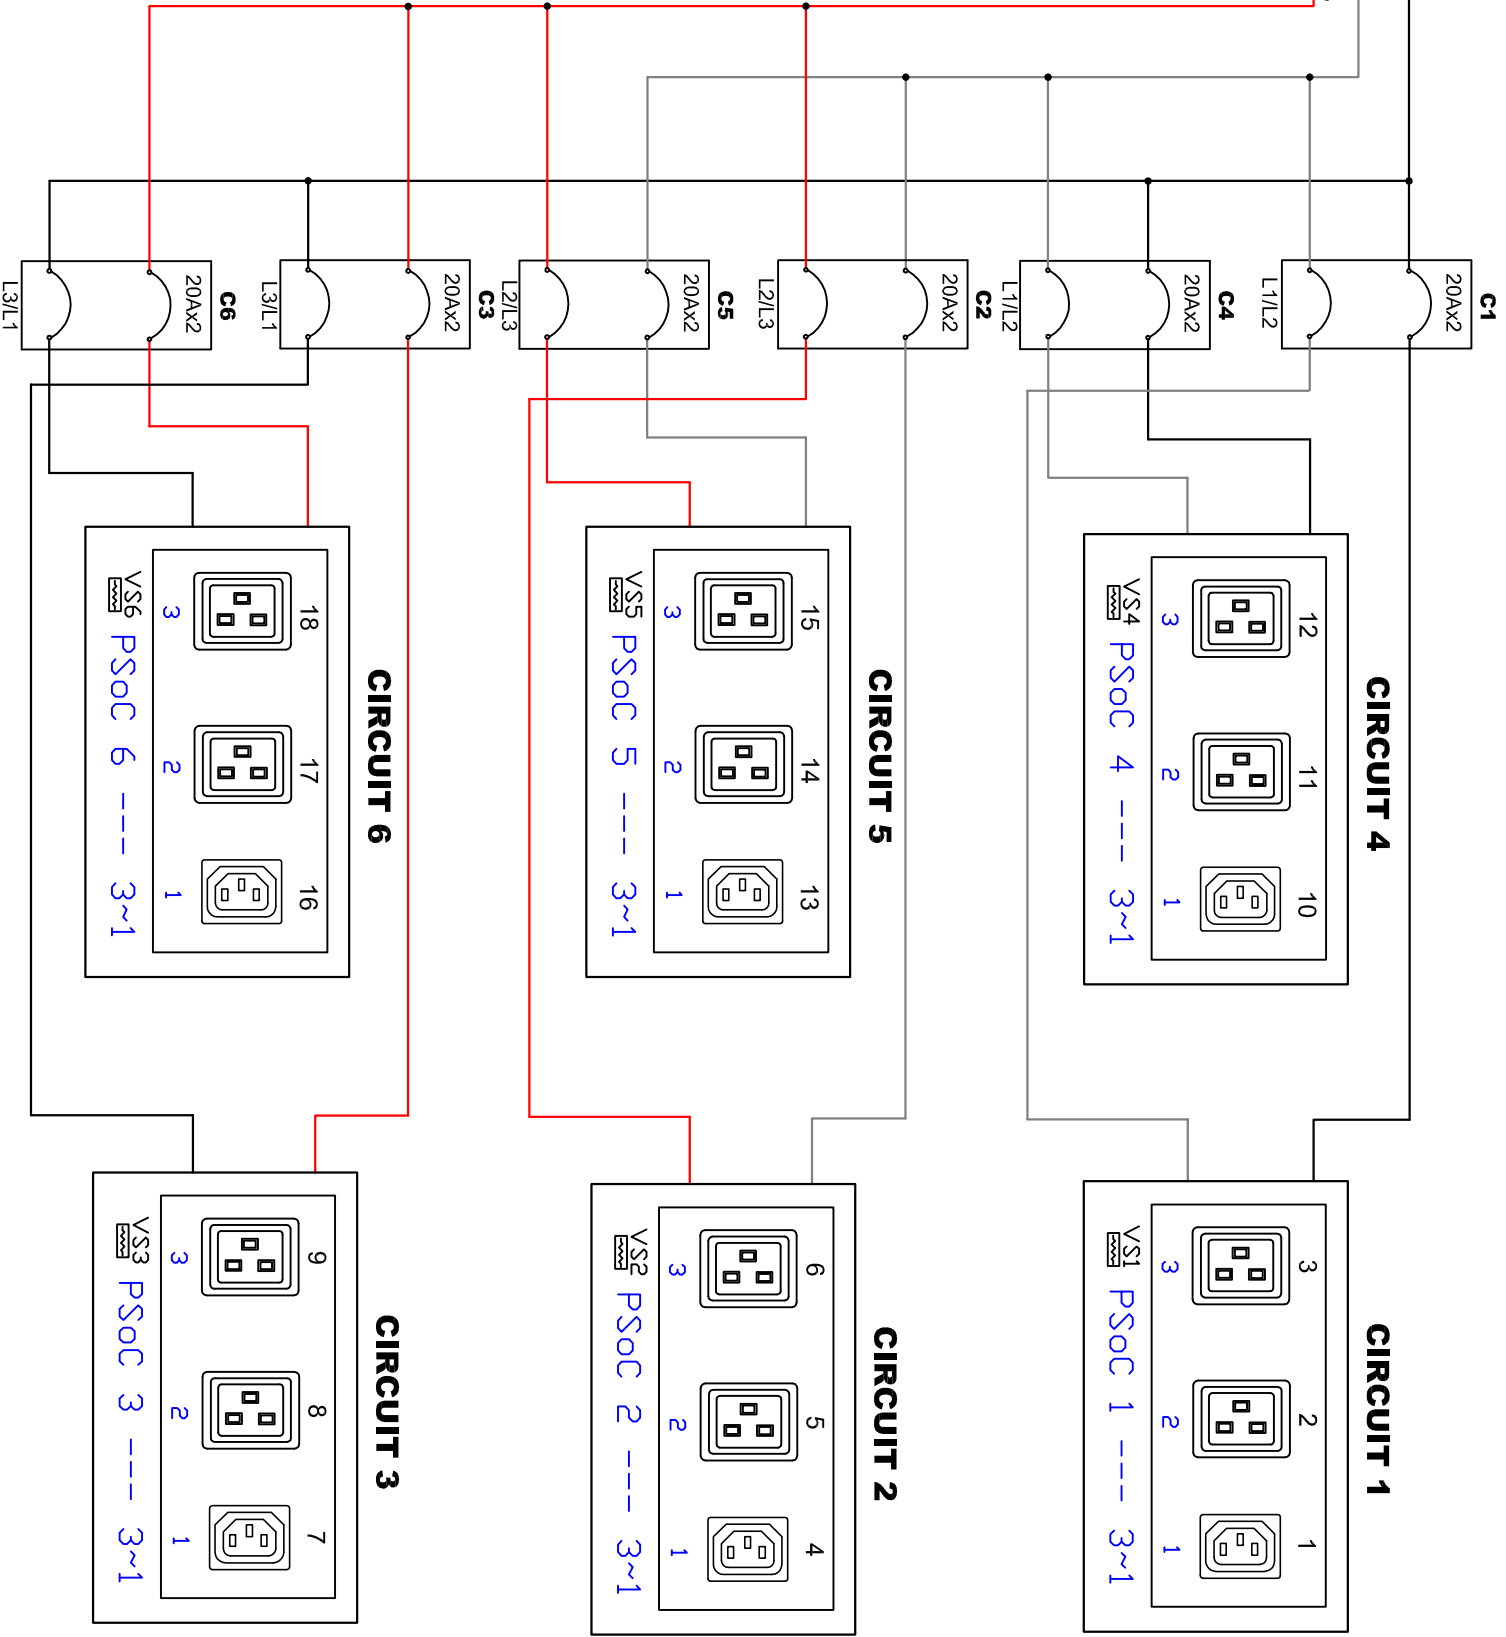 C1
20Ax2
L1/L2
C4
20Ax2
L1/L2
C2
20Ax2
L2/L3
C5
20Ax2
L2/L3
C3
20Ax2
L3/L1
C6
20Ax2
L3/L1
CIRCUIT 4
12
11
10
3
2
1
VS4
PSoC 4 --- 3~1
CIRCUIT 5
15
14
13
3
2
1
VS5
PSoC 5 --- 3~1
CIRCUIT 6
18
17
16
3
2
1
VS6
PSoC 6 --- 3~1
CIRCUIT 1
3
2
1
3
2
1
VS1
PSoC 1 --- 3~1
CIRCUIT 2
6
5
4
3
2
1
VS2
PSoC 2 --- 3~1
CIRCUIT 3
9
8
7
3
2
1
VS3
PSoC 3 --- 3~1